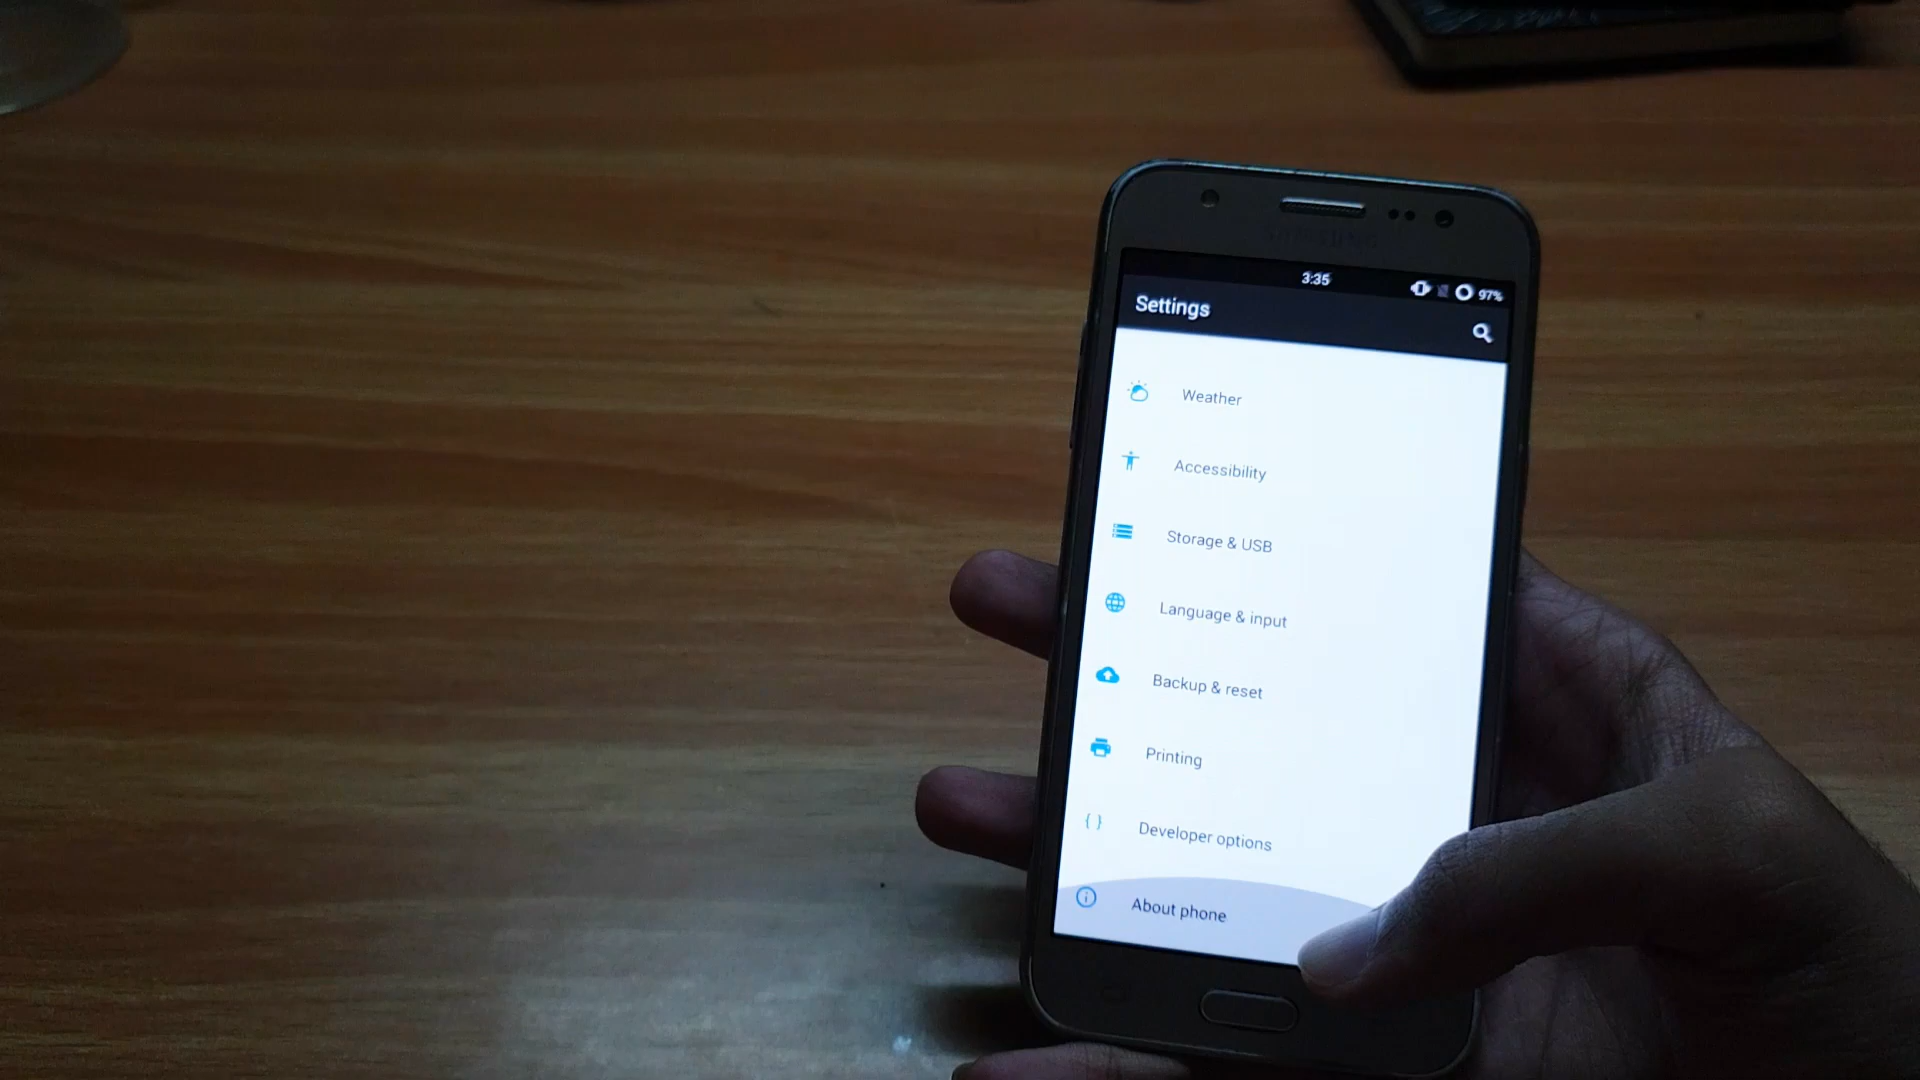 3:35
97%
Settings
Weather
Accessibility
Storage & USB
Language & input
Backup & reset
Printing
Developer options
About phone